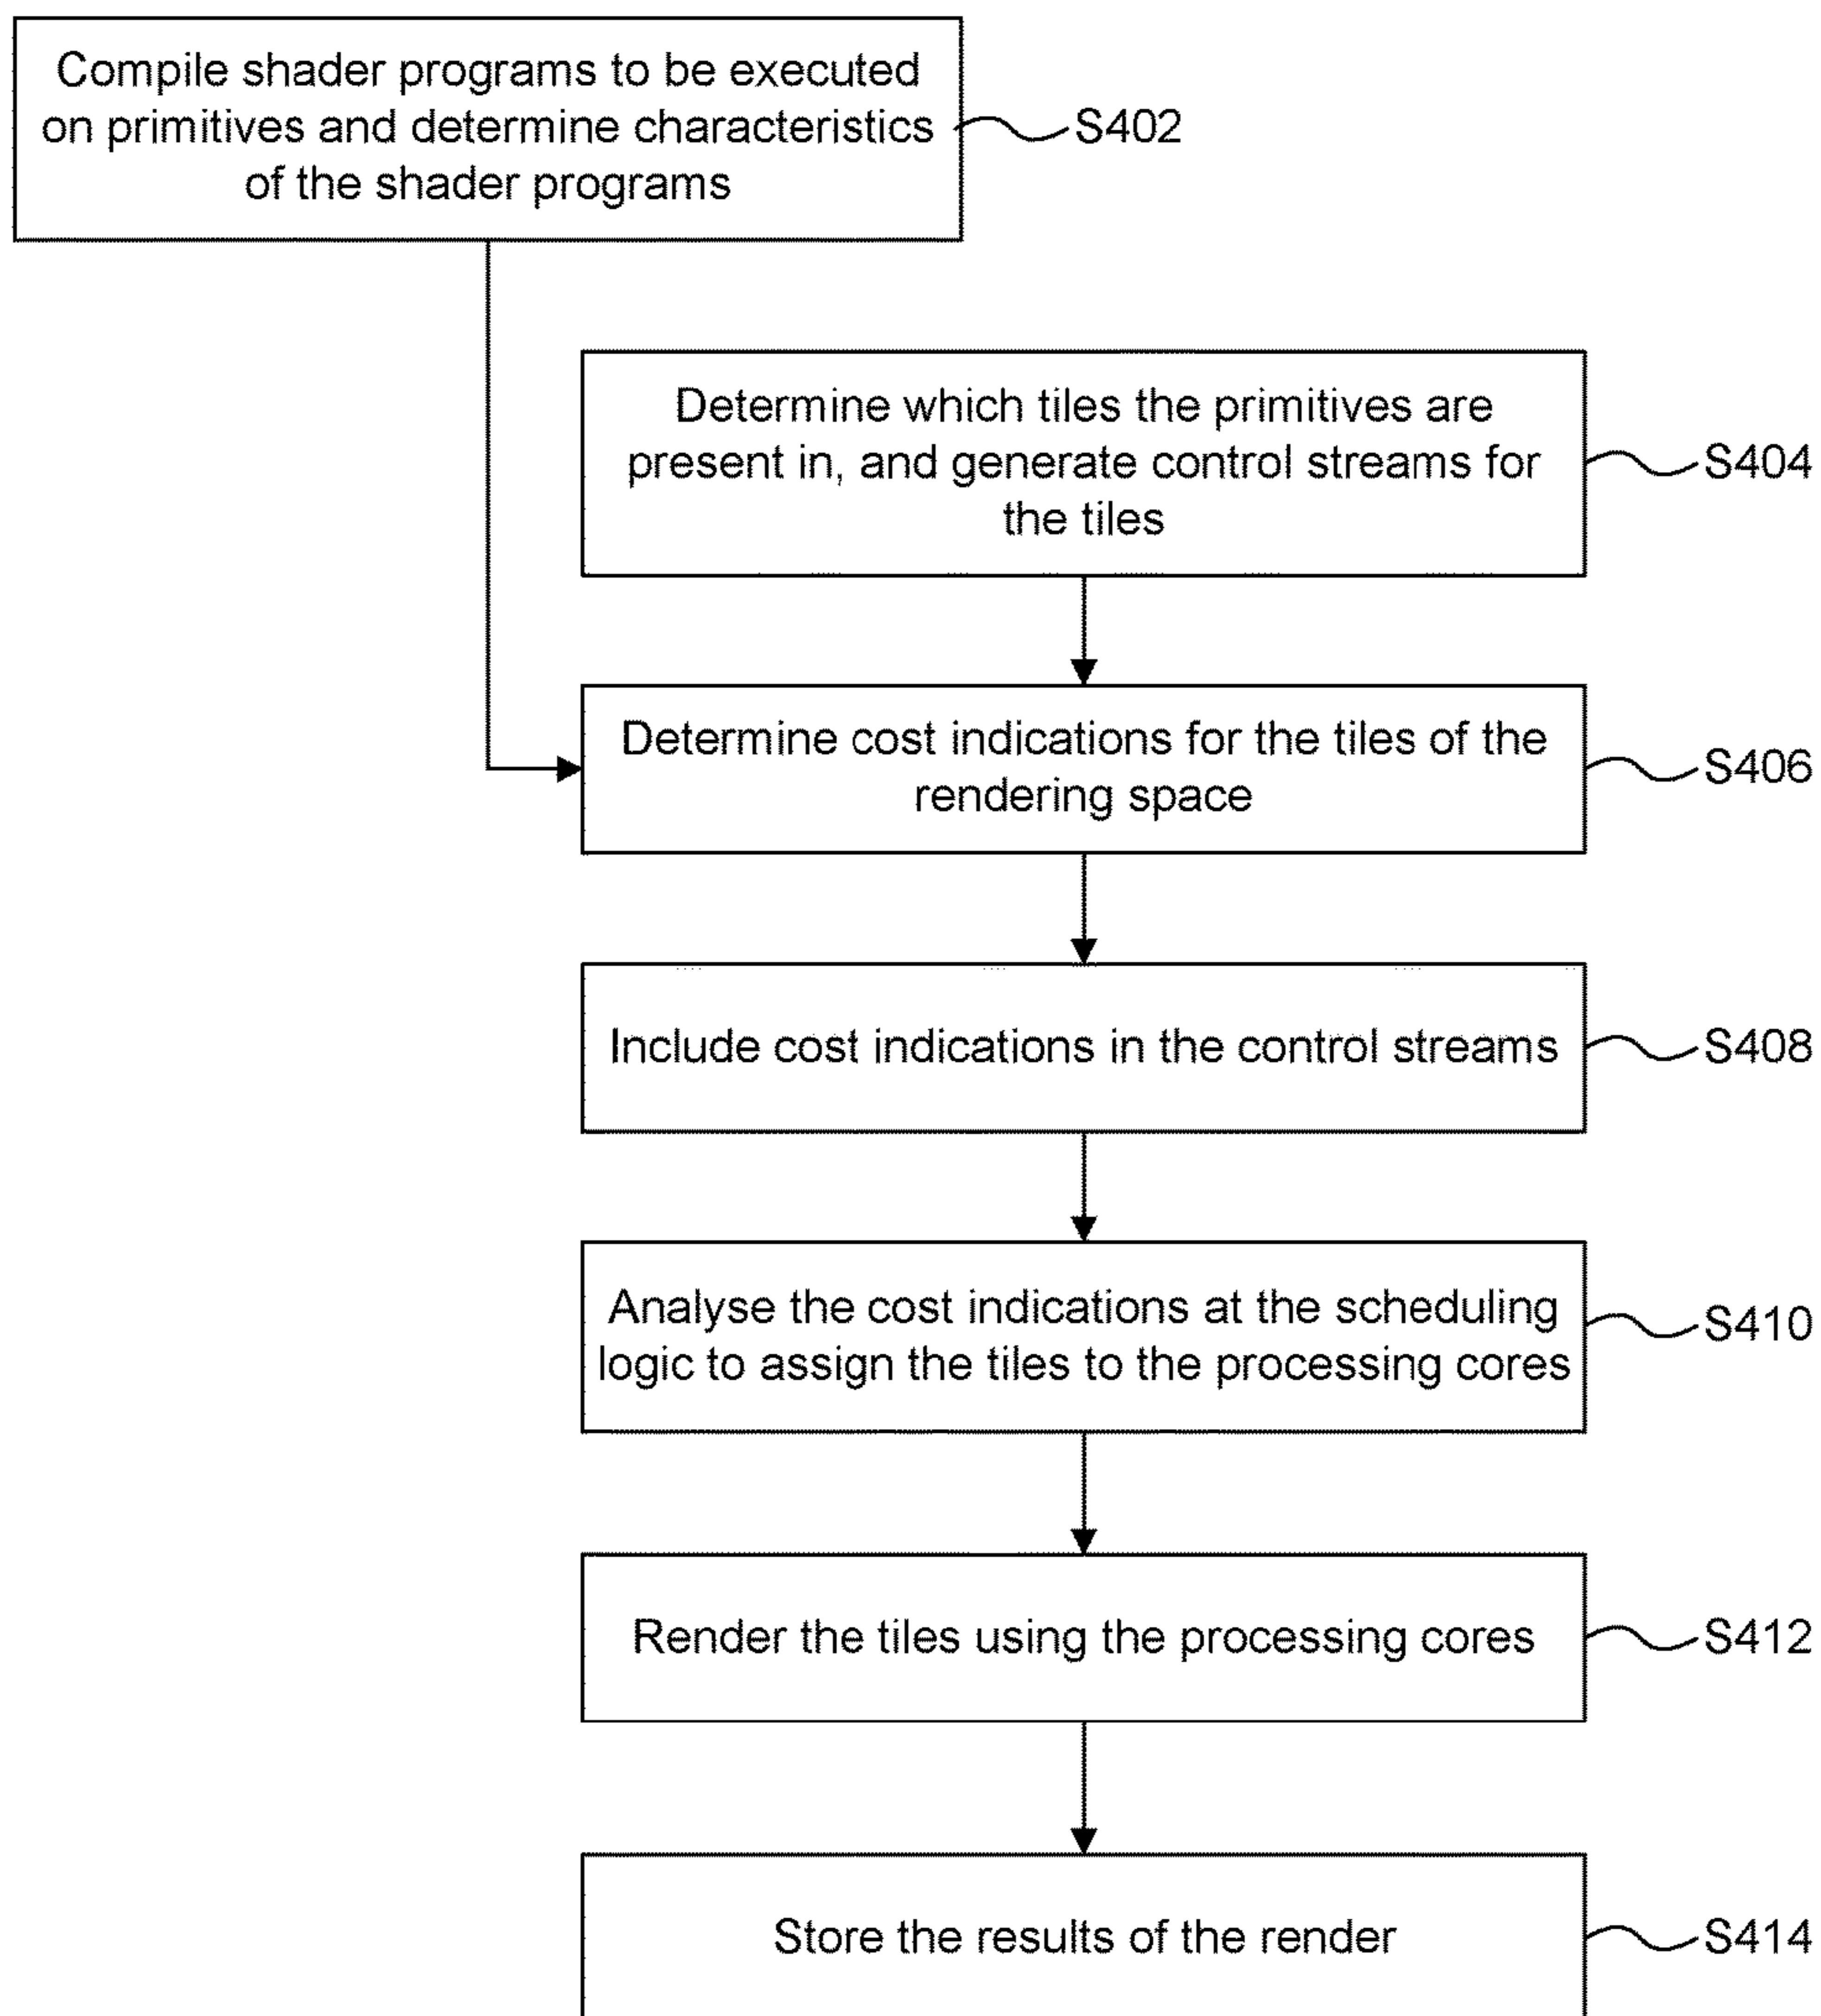 Compile shader programs to be executed
on primitives and determine characteristics
of the shader programs
S402
Determine which tiles the primitives are
present in, and generate control streams for
the tiles
S404
Determine cost indications for the tiles of the
rendering space
S406
Include cost indications in the control streams
S408
Analyse the cost indications at the scheduling
logic to assign the tiles to the processing cores
S410
Render the tiles using the processing cores
S412
Store the results of the render
S414